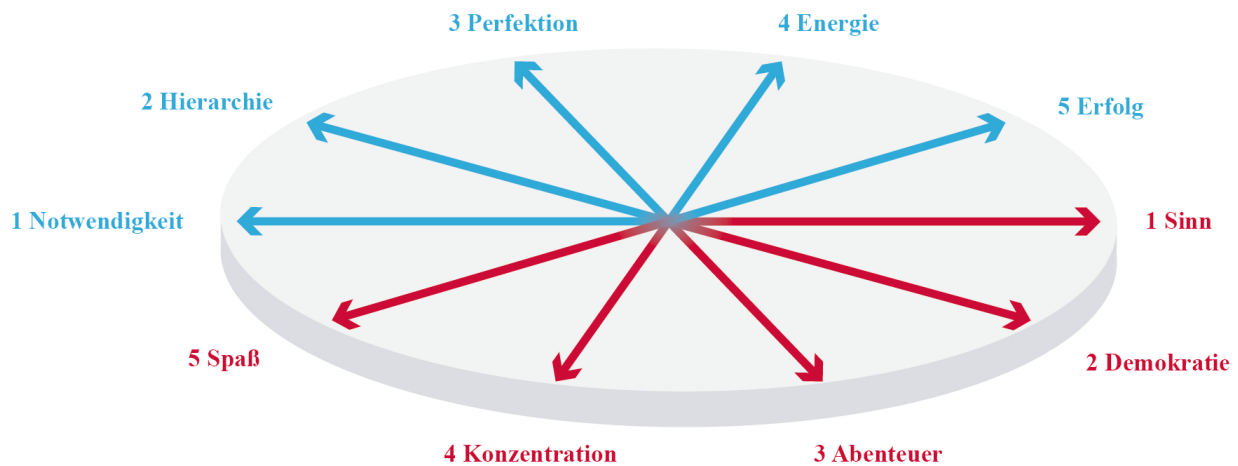 3 Perfektion
4 Energie
2 Hierarchie
5 Erfolg
1 Notwendigkeit
1 Sinn
5 Spaß
2 Demokratie
4 Konzentration
3 Abenteuer